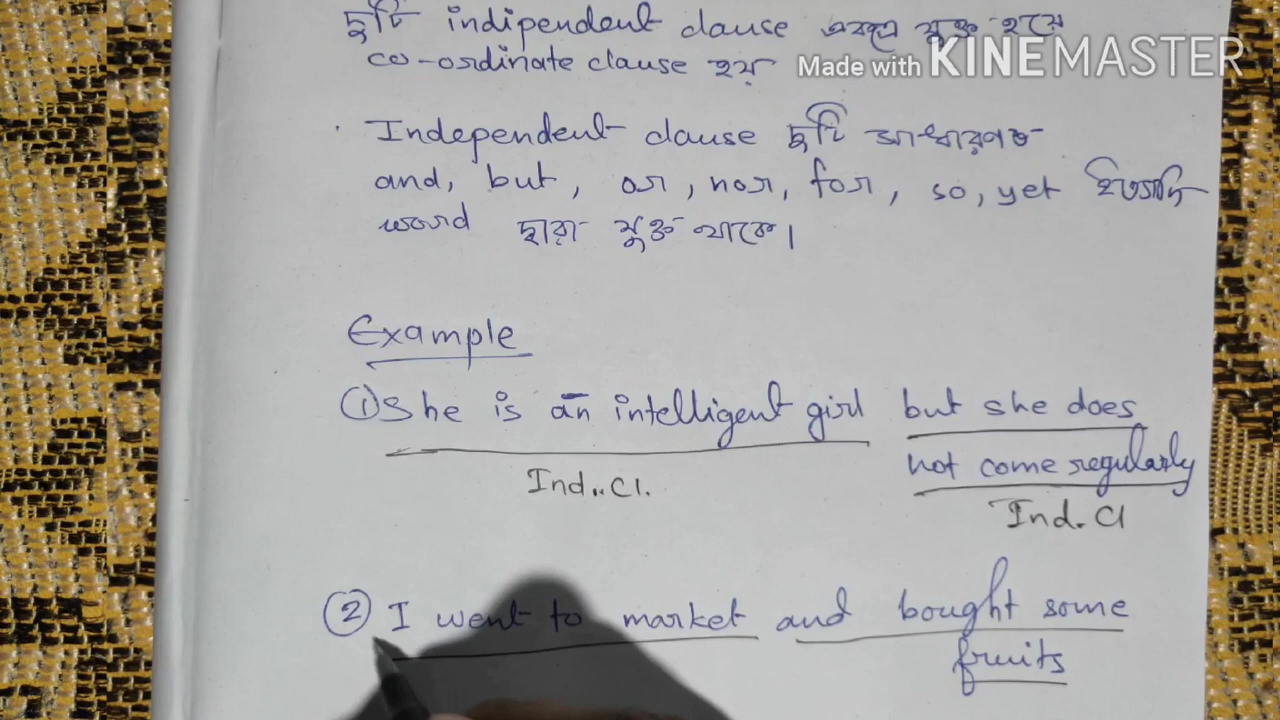 দুটি indipendent clause একত্রে যুক্ত হয়ে
co-ordinate clause হয়
Made with KINEMASTER
Independent clause দুটি সাধারণত
and, but, or, nor, for, so, yet ইত্যাদি
word দ্বারা যুক্ত থাকে।
Example
① She is an intelligent girl but she does
not come regularly
Ind..Cl.
Ind. Cl
② I went to market and bought some
fruits